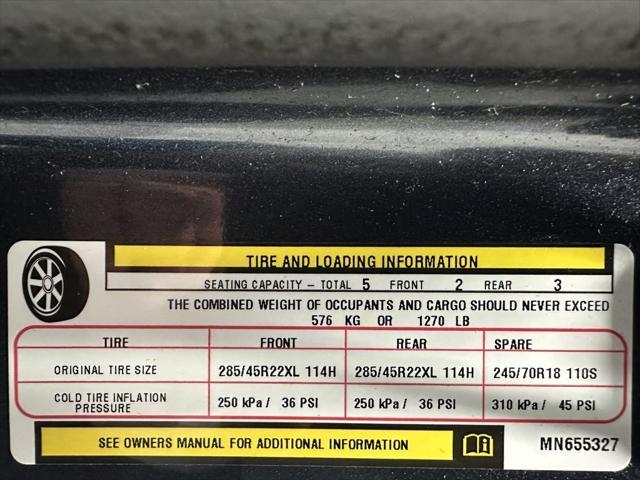 TIRE AND LOADING INFORMATION
SEATING CAPACITY – TOTAL 5 FRONT 2 REAR 3
THE COMBINED WEIGHT OF OCCUPANTS AND CARGO SHOULD NEVER EXCEED
576 KG OR 1270 LB
TIRE FRONT REAR SPARE
ORIGINAL TIRE SIZE 285/45R22XL 114H 285/45R22XL 114H 245/70R18 110S
COLD TIRE INFLATION
PRESSURE 250 kPa / 36 PSI 250 kPa / 36 PSI 310 kPa / 45 PSI
SEE OWNERS MANUAL FOR ADDITIONAL INFORMATION MN655327